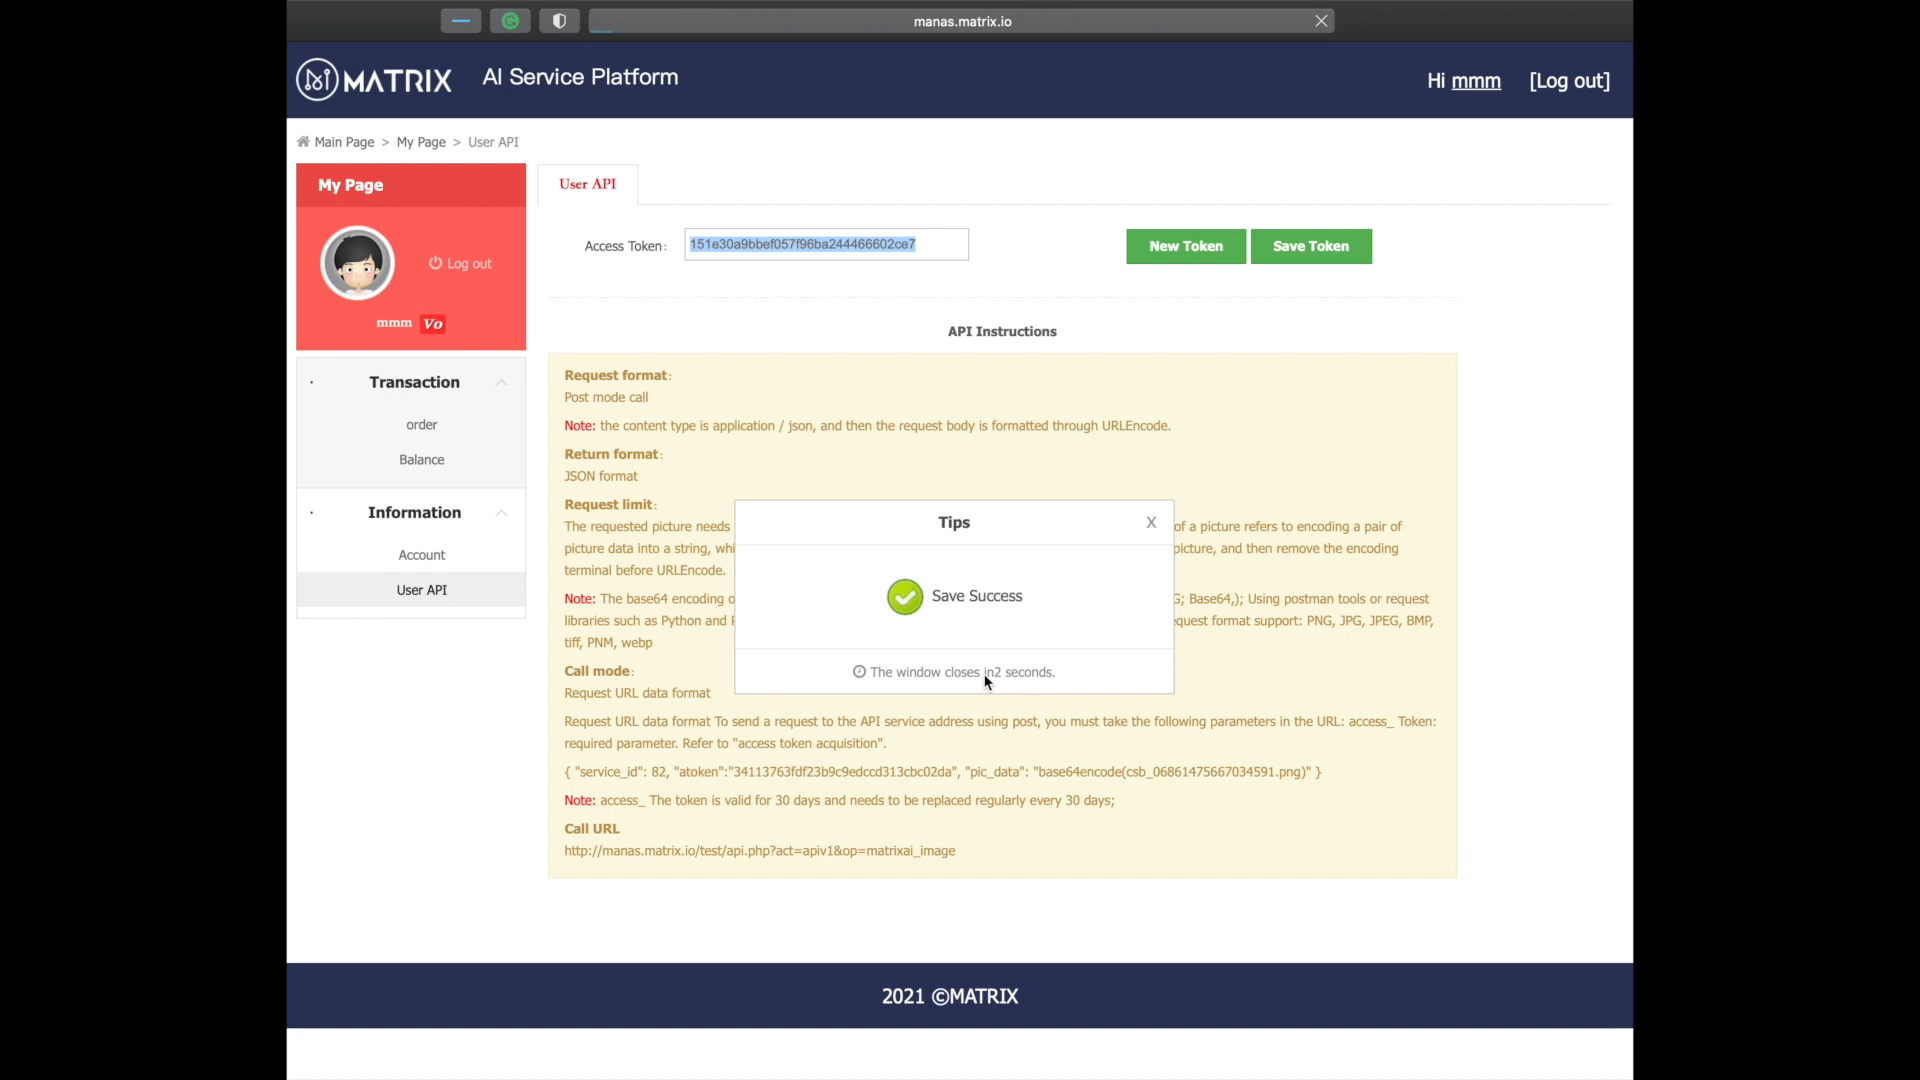 manas.matrix.io
MATRIX AI Service Platform
Hi mmm [Log out]
Main Page > My Page > User API
My Page
Log out
mmm Vo
Transaction
order
Balance
Information
Account
User API
User API
Access Token:
151e30a9bbef057f96ba244466602ce7
New Token
Save Token
API Instructions
Request format:
Post mode call
Note: the content type is application / json, and then the request body is formatted through URLEncode.
Return format:
JSON format
Request limit:
The requested picture needs of a picture refers to encoding a pair of
picture data into a string, whi picture, and then remove the encoding
terminal before URLEncode.
Note: The base64 encoding o G; Base64,); Using postman tools or request
libraries such as Python and quest format support: PNG, JPG, JPEG, BMP,
tiff, PNM, webp
Tips
X
Save Success
The window closes in2 seconds.
Call mode:
Request URL data format
Request URL data format To send a request to the API service address using post, you must take the following parameters in the URL: access_ Token:
required parameter. Refer to "access token acquisition".
{ "service_id": 82, "atoken":"34113763fdf23b9c9edccd313cbc02da", "pic_data": "base64encode(csb_06861475667034591.png)" }
Note: access_ The token is valid for 30 days and needs to be replaced regularly every 30 days;
Call URL
http://manas.matrix.io/test/api.php?act=apiv1&op=matrixai_image
2021 ©MATRIX